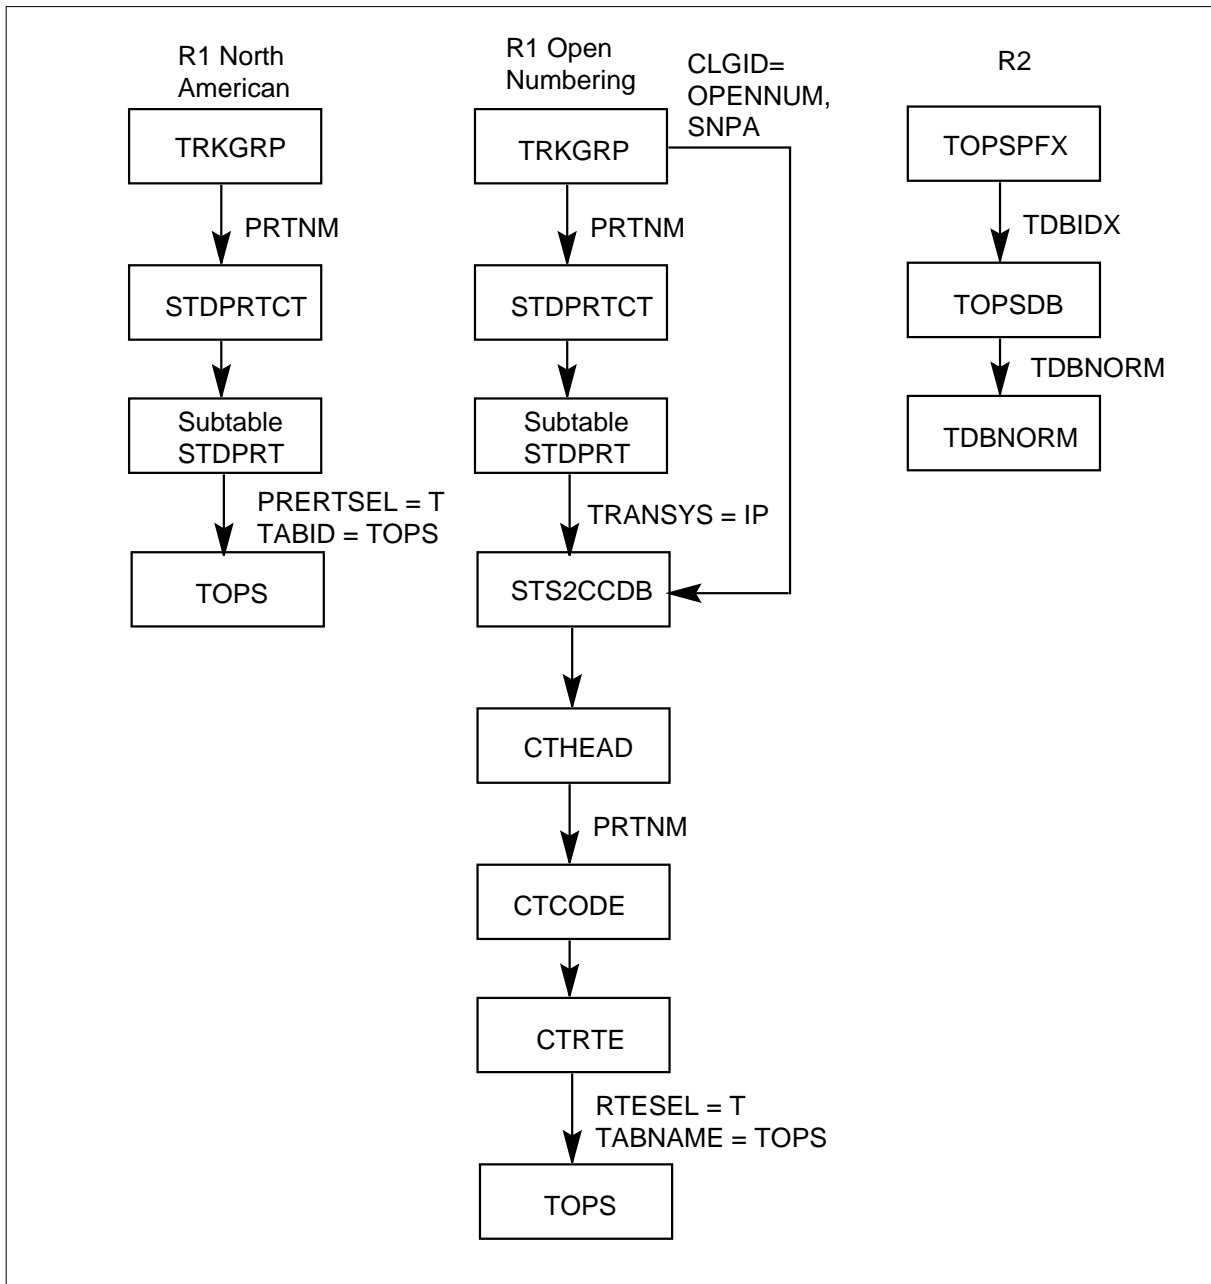 R1 North
American
TRKGRP
PRTNM
STDPRTCT
Subtable
STDPRT
PRERTSEL = T
TABID = TOPS
TOPS
R1 Open
Numbering
CLGID=
OPENNUM,
SNPA
TRKGRP
PRTNM
STDPRTCT
Subtable
STDPRT
TRANSYS = IP
STS2CCDB
CTHEAD
PRTNM
CTCODE
CTRTE
RTESEL = T
TABNAME = TOPS
TOPS
R2
TOPSPFX
TDBIDX
TOPSDB
TDBNORM
TDBNORM